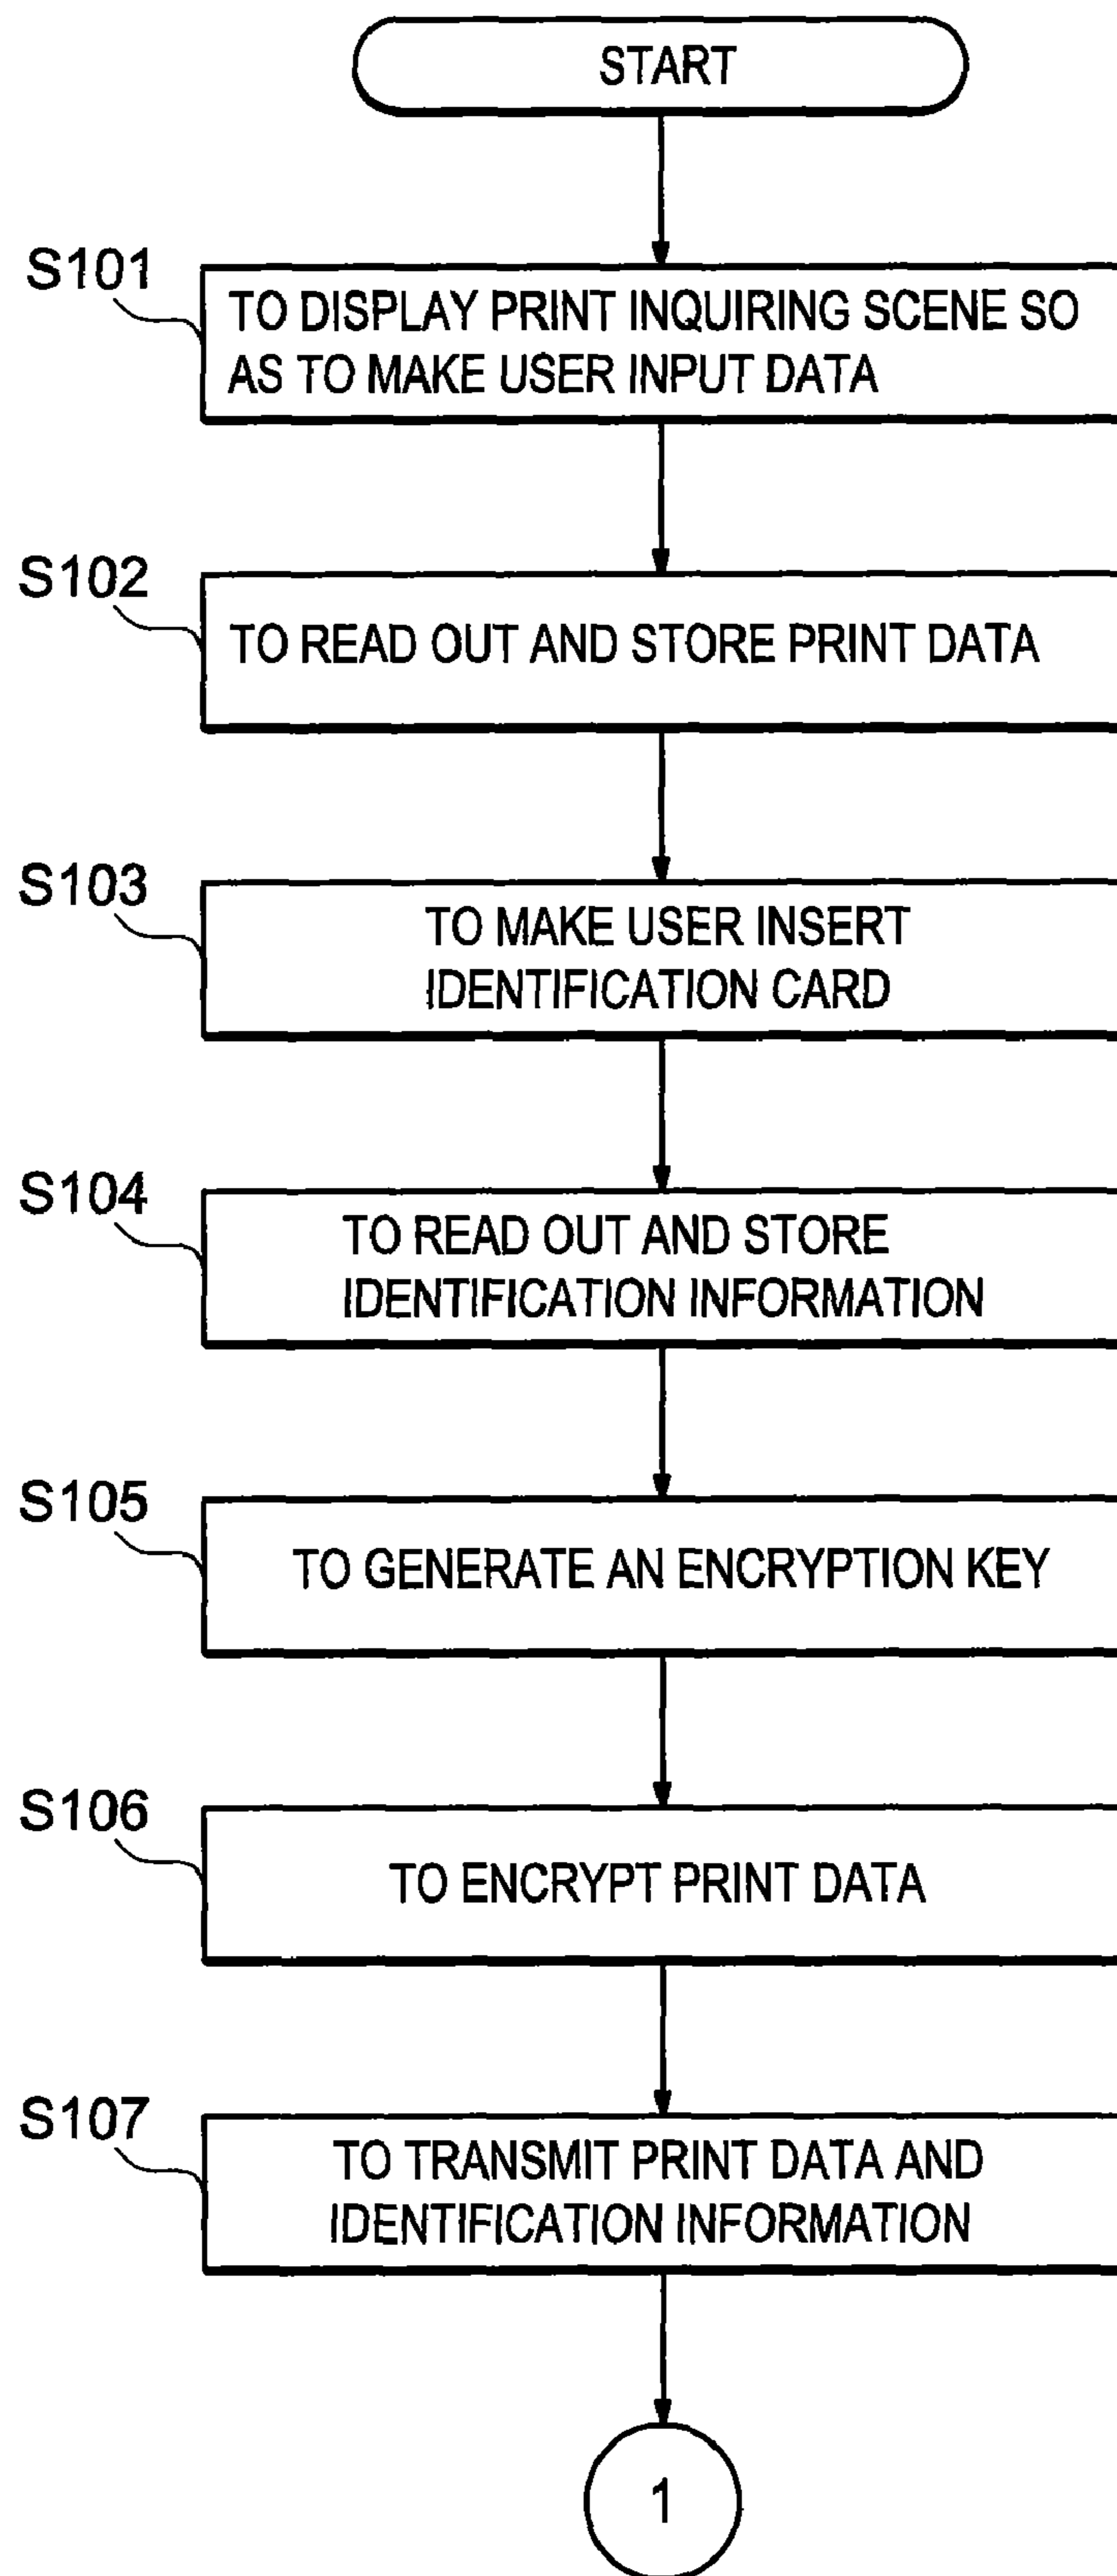 START
S101
TO DISPLAY PRINT INQUIRING SCENE SO
AS TO MAKE USER INPUT DATA
S102
TO READ OUT AND STORE PRINT DATA
S103
TO MAKE USER INSERT
IDENTIFICATION CARD
S104
TO READ OUT AND STORE
IDENTIFICATION INFORMATION
S105
TO GENERATE AN ENCRYPTION KEY
S106
TO ENCRYPT PRINT DATA
S107
TO TRANSMIT PRINT DATA AND
IDENTIFICATION INFORMATION
1